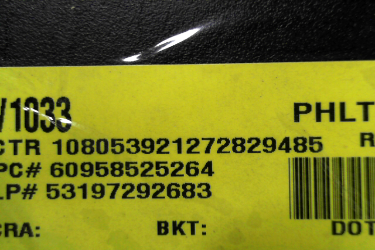 /1033 PHLT
CTR 108053921272829485 R
PC# 60958525264
LP# 53197292683
CRA: BKT: DOT